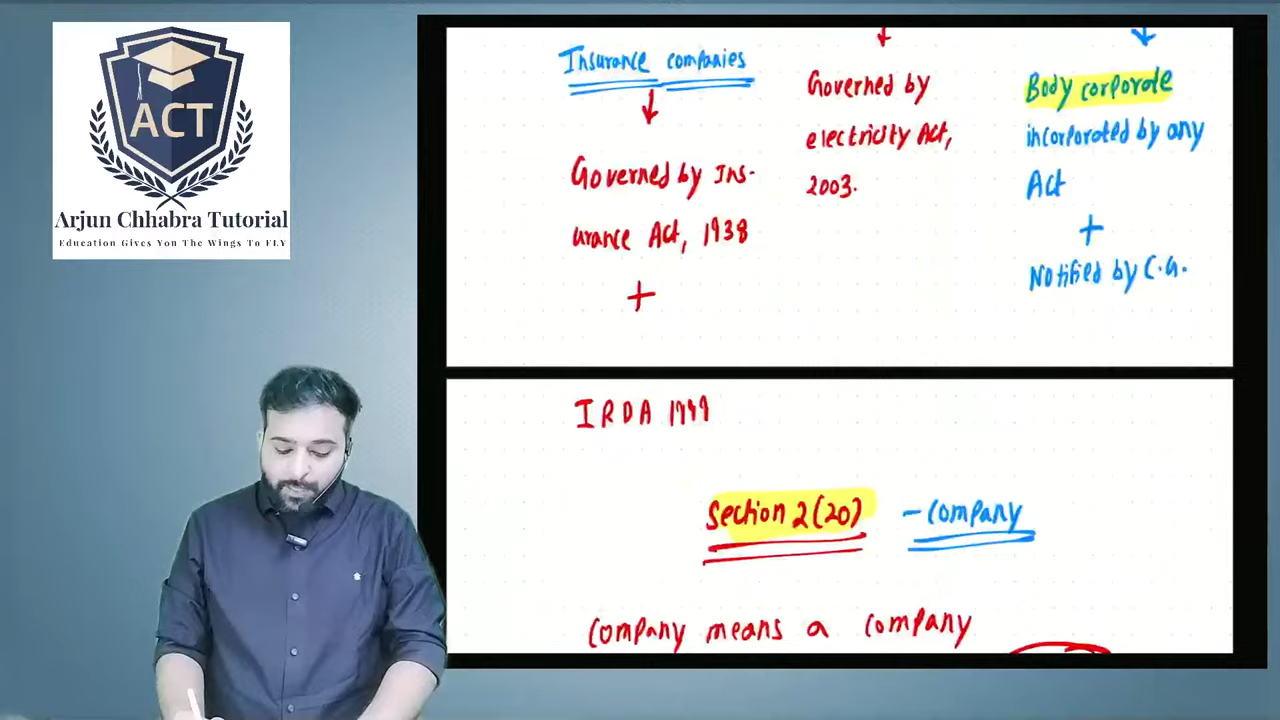 ACT
Arjun Chhabra Tutorial
Education Gives You The Wings To FLY
Insurance companies
Governed by Ins-
urance Act, 1938
+
Governed by
electricity Act,
2003.
Body corporate
incorporated by any
Act
+
Notified by C.G.
IRDA 1999
Section 2(20) - company
company means a company